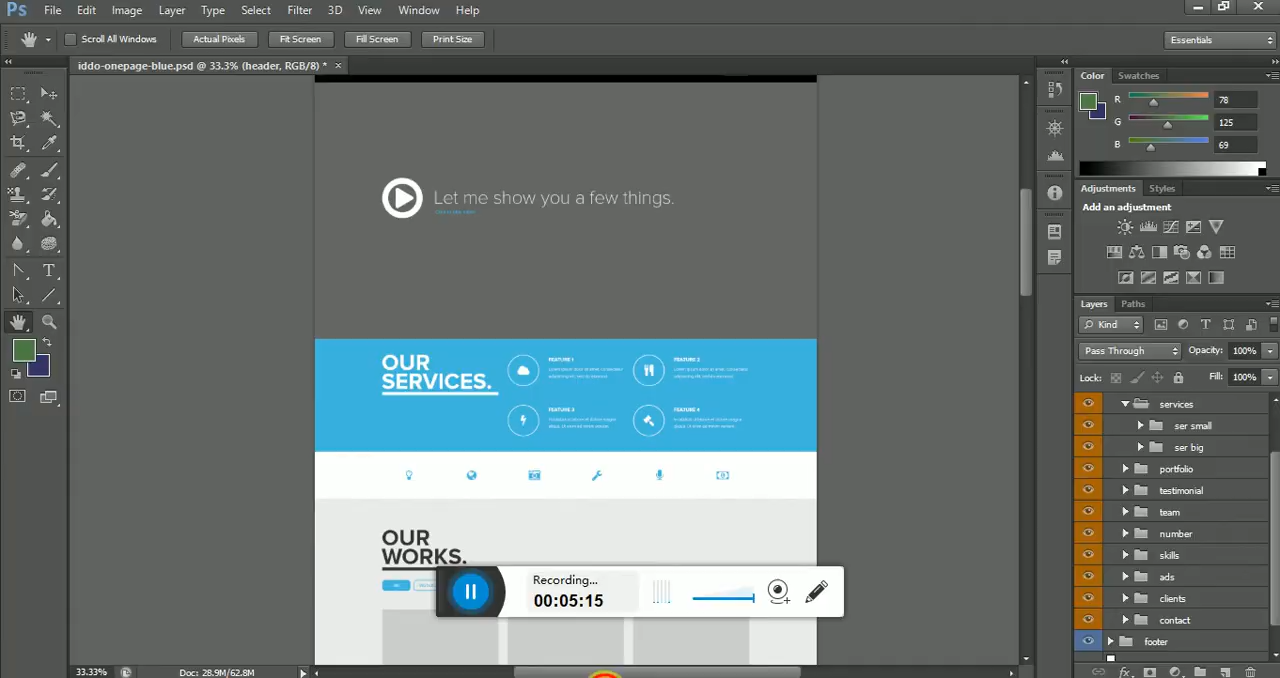 Ps File Edit Image Layer Type Select Filter 3D View Window Help
Scroll All Windows Actual Pixels Fit Screen Fill Screen Print Size Essentials
iddo-onepage-blue.psd @ 33.3% (header, RGB/8) * ×
Color Swatches
R 78
G 125
B 69
Adjustments Styles
Add an adjustment
Layers Paths
Kind
Pass Through Opacity: 100%
Lock: Fill: 100%
services
ser small
ser big
portfolio
testimonial
team
number
skills
ads
clients
contact
footer
Let me show you a few things.
OUR
SERVICES.
FEATURE 1
FEATURE 2
FEATURE 3
FEATURE 4
OUR
WORKS.
Recording...
00:05:15
33.33% Doc: 28.9M/62.8M